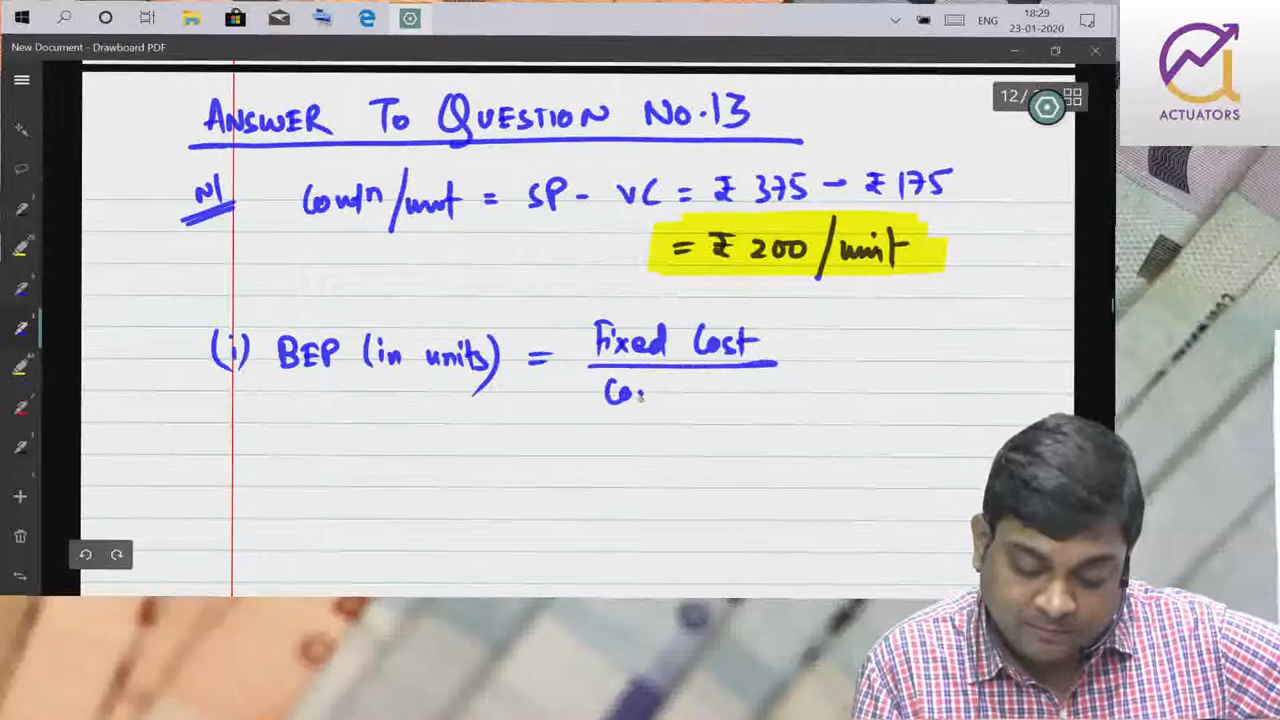 18:29
ENG
23-01-2020
New Document - Drawboard PDF
12/
ACTUATORS
ANSWER TO QUESTION NO.13
Contn/unit = SP - VC = ₹ 375 - ₹ 175
= ₹ 200/unit
(i) BEP (in units) = Fixed Cost
Co